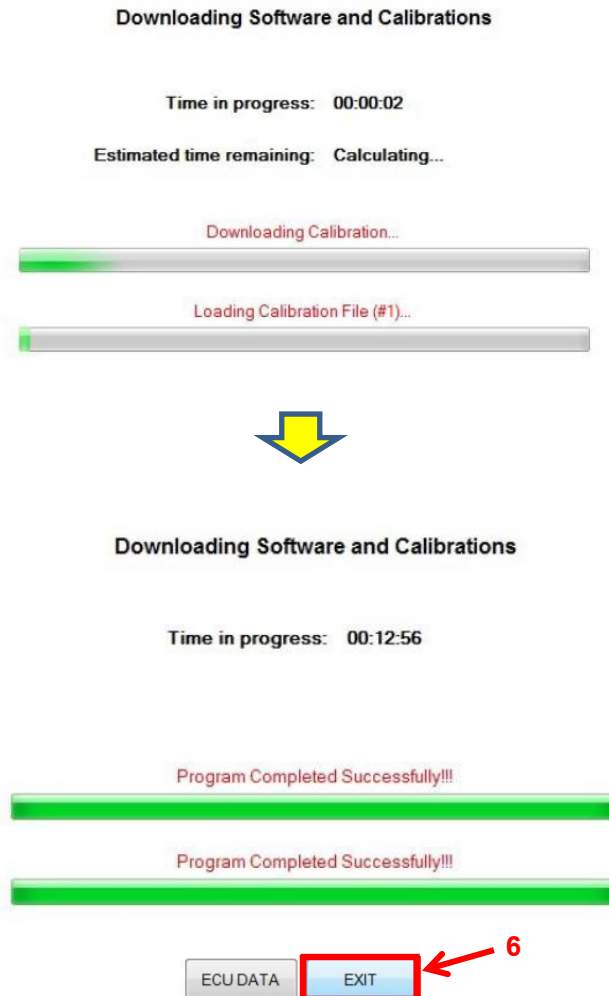 Downloading Software and Calibrations
Time in progress: 00:00:02
Estimated time remaining: Calculating...
Downloading Calibration...
Loading Calibration File (#1)...
Downloading Software and Calibrations
Time in progress: 00:12:56
Program Completed Successfully!!!
Program Completed Successfully!!!
6
ECU DATA EXIT